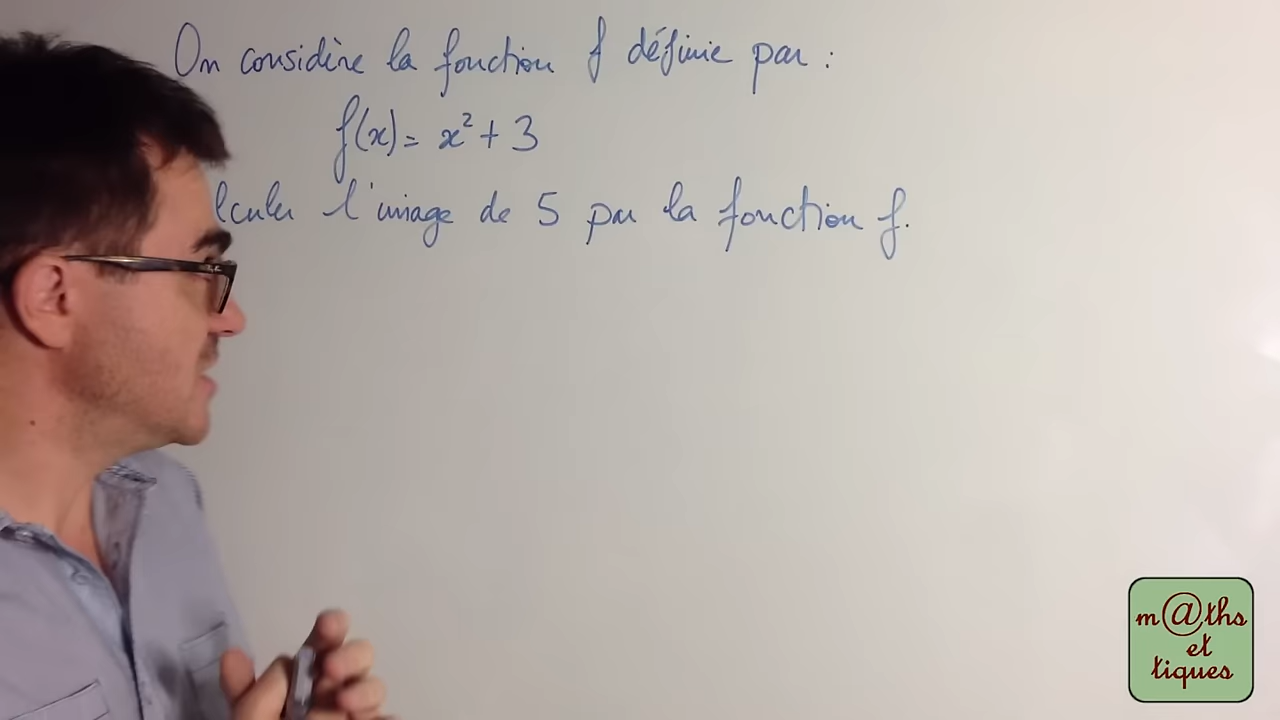 On considère la fonction f définie par :
f(x) = x² + 3
lculer l'image de 5 par la fonction f.
m@ths
et
tiques